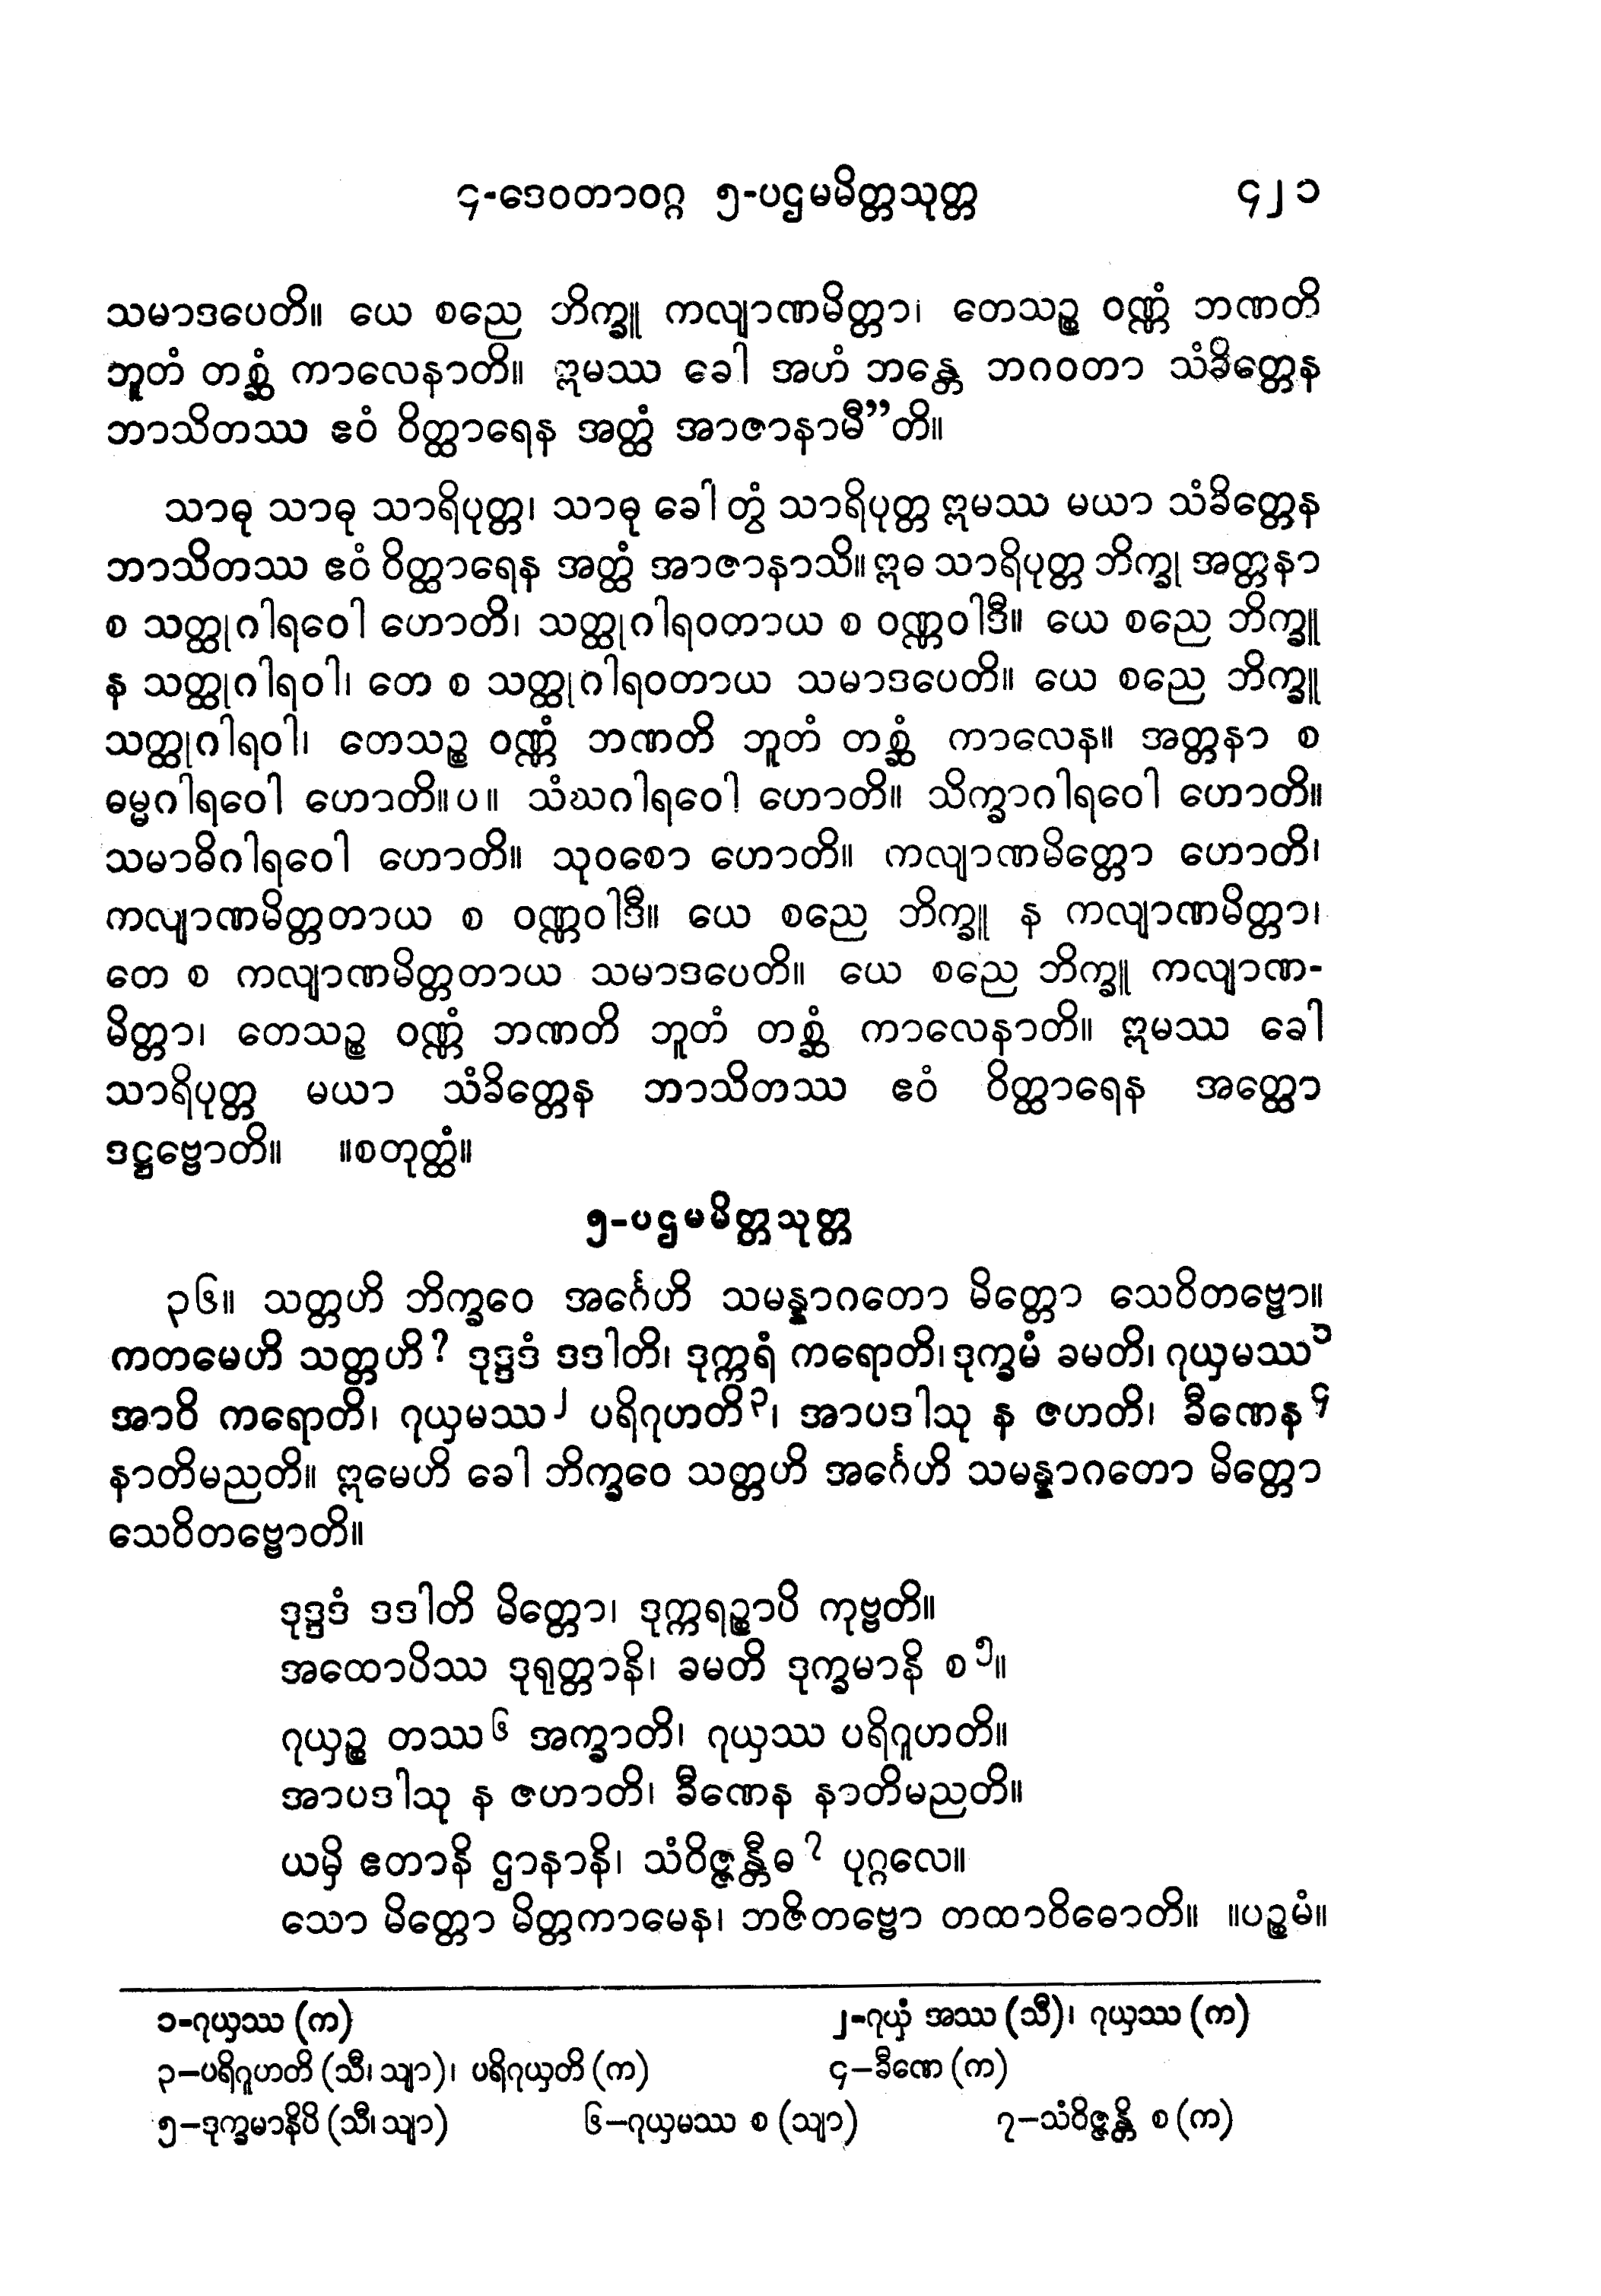 ၄-ဒေဝတာဝဂ္ဂ ၅-ပဌမမိတ္တသုတ္တ ၄၂၁
သမာဒပေတိ။ ယေ စညေ ဘိက္ခူ ကလျာဏမိတ္တာ၊ တေသဉ္စ ဝဏ္ဏံ ဘဏတိ
ဘူတံ တစ္ဆံ ကာလေနာတိ။ ဣမဿ ခေါ အဟံ ဘန္တေ ဘဂဝတာ သံခိတ္တေန
ဘာသိတဿ ဧဝံ ဝိတ္ထာရေန အတ္ထံ အာဇာနာမီ”တိ။
သာဓု သာဓု သာရိပုတ္တ၊ သာဓု ခေါ တွံ သာရိပုတ္တ ဣမဿ မယာ သံခိတ္တေန
ဘာသိတဿ ဧဝံ ဝိတ္ထာရေန အတ္ထံ အာဇာနာသိ။ ဣဓ သာရိပုတ္တ ဘိက္ခု အတ္တနာ
စ သတ္ထုဂါရဝေါ ဟောတိ၊ သတ္ထုဂါရဝတာယ စ ဝဏ္ဏဝါဒီ။ ယေ စညေ ဘိက္ခူ
န သတ္ထုဂါရဝါ၊ တေ စ သတ္ထုဂါရဝတာယ သမာဒပေတိ။ ယေ စညေ ဘိက္ခူ
သတ္ထုဂါရဝါ၊ တေသဉ္စ ဝဏ္ဏံ ဘဏတိ ဘူတံ တစ္ဆံ ကာလေန။ အတ္တနာ စ
ဓမ္မဂါရဝေါ ဟောတိ။ပ။ သံဃဂါရဝေါ ဟောတိ။ သိက္ခာဂါရဝေါ ဟောတိ။
သမာဓိဂါရဝေါ ဟောတိ။ သုဝစော ဟောတိ။ ကလျာဏမိတ္တော ဟောတိ၊
ကလျာဏမိတ္တတာယ စ ဝဏ္ဏဝါဒီ။ ယေ စညေ ဘိက္ခူ န ကလျာဏမိတ္တာ၊
တေ စ ကလျာဏမိတ္တတာယ သမာဒပေတိ။ ယေ စညေ ဘိက္ခူ ကလျာဏ-
မိတ္တာ၊ တေသဉ္စ ဝဏ္ဏံ ဘဏတိ ဘူတံ တစ္ဆံ ကာလေနာတိ။ ဣမဿ ခေါ
သာရိပုတ္တ မယာ သံခိတ္တေန ဘာသိတဿ ဧဝံ ဝိတ္ထာရေန အတ္ထော
ဒဋ္ဌဗ္ဗောတိ။ ။စတုတ္ထံ။
၅-ပဌမမိတ္တသုတ္တ
၃၆။ သတ္တဟိ ဘိက္ခဝေ အင်္ဂေဟိ သမန္နာဂတော မိတ္တော သေဝိတဗ္ဗော။
ကတမေဟိ သတ္တဟိ? ဒုဒ္ဒဒံ ဒဒါတိ၊ ဒုက္ကရံ ကရောတိ၊ ဒုက္ခမံ ခမတိ၊ ဂုယှမဿ၁
အာဝိ ကရောတိ၊ ဂုယှမဿ၂ ပရိဂုဟတိ၃၊ အာပဒါသု န ဇဟတိ၊ ခီဏေန၄
နာတိမညတိ။ ဣမေဟိ ခေါ ဘိက္ခဝေ သတ္တဟိ အင်္ဂေဟိ သမန္နာဂတော မိတ္တော
သေဝိတဗ္ဗောတိ။
ဒုဒ္ဒဒံ ဒဒါတိ မိတ္တော၊ ဒုက္ကရဉ္စာပိ ကုဗ္ဗတိ။
အထောပိဿ ဒုရုတ္တာနိ၊ ခမတိ ဒုက္ခမာနိ စ၅။
ဂုယှဉ္စ တဿ၆ အက္ခာတိ၊ ဂုယှဿ ပရိဂူဟတိ။
အာပဒါသု န ဇဟာတိ၊ ခီဏေန နာတိမညတိ။
ယမှိ ဧတာနိ ဌာနာနိ၊ သံဝိဇ္ဇန္တီဓ၇ ပုဂ္ဂလေ။
သော မိတ္တော မိတ္တကာမေန၊ ဘဇိတဗ္ဗော တထာဝိဓောတိ။ ။ပဉ္စမံ။
၁-ဂုယှဿ (က) ၂-ဂုယှံ အဿ (သီ)၊ ဂုယှဿ (က)
၃-ပရိဂူဟတိ (သီ၊ သျာ)၊ ပရိဂုယှတိ (က) ၄-ခီဏေ (က)
၅-ဒုက္ခမာနိပိ (သီ၊ သျာ) ၆-ဂုယှမဿ စ (သျာ) ၇-သံဝိဇ္ဇန္တိ စ (က)